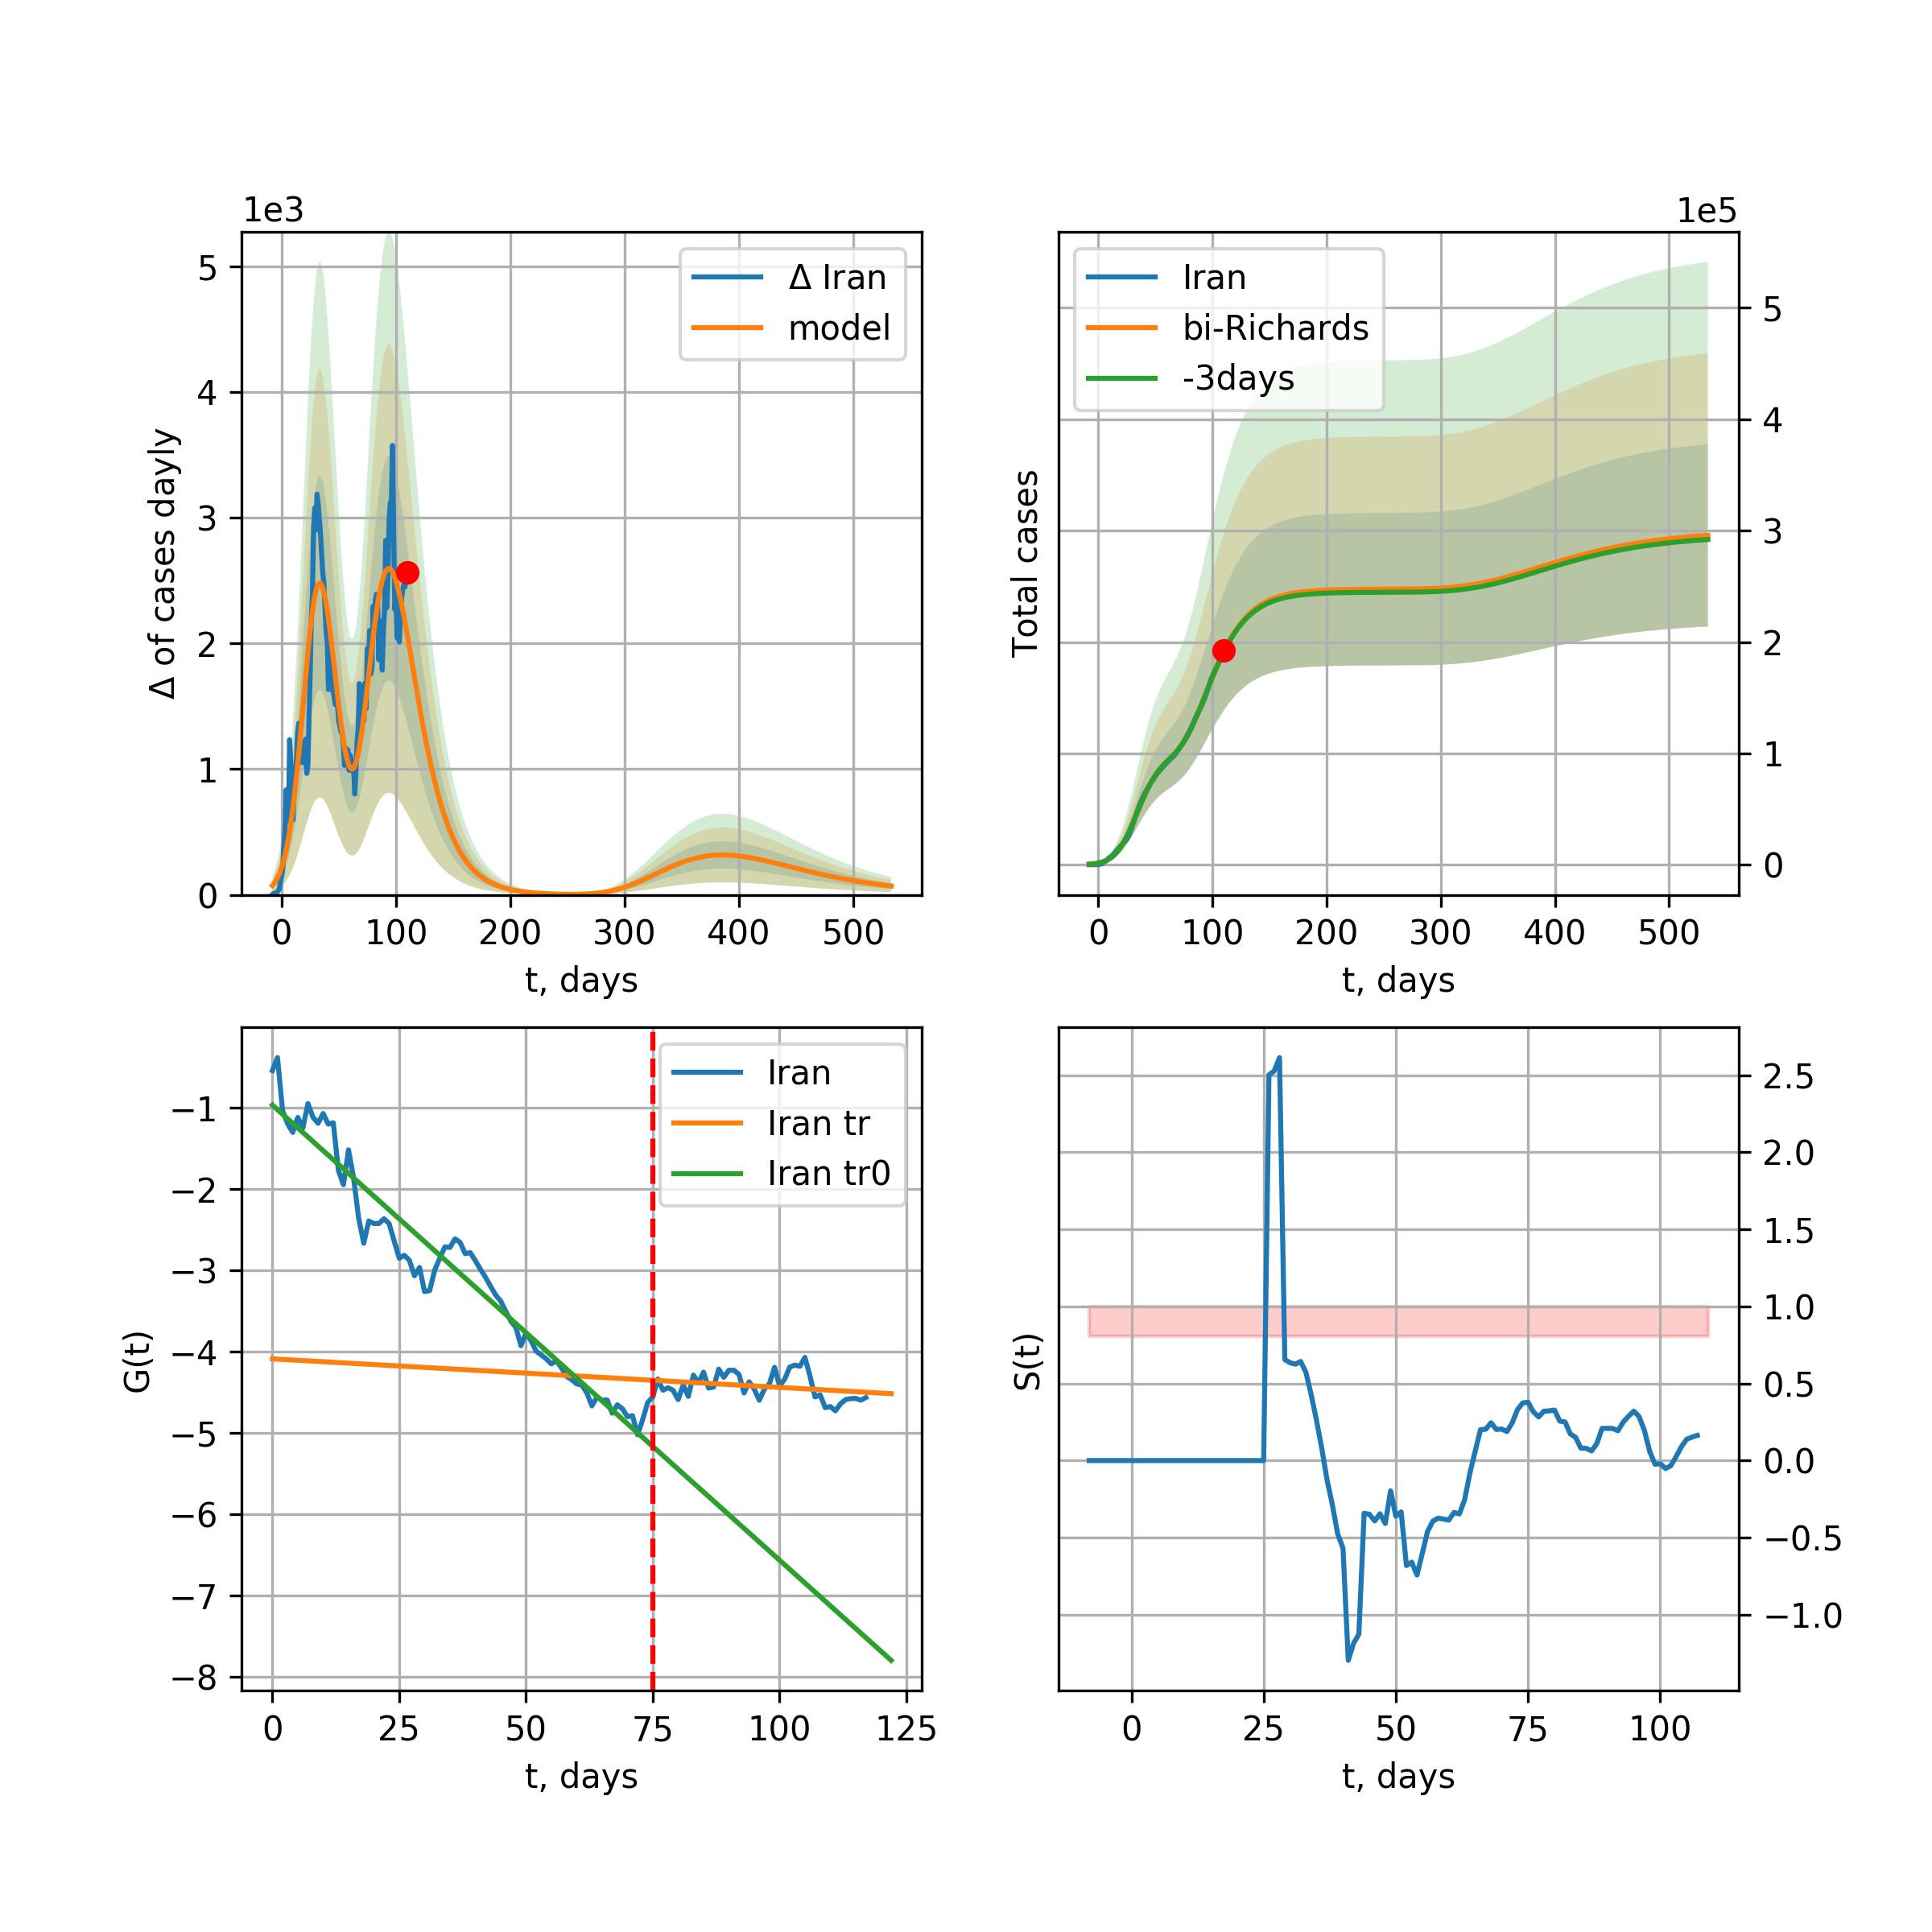 1e3
5
4
3
2
1
0
Δ of cases dayly
Δ Iran
model
0 100 200 300 400 500
t, days
1e5
Iran
bi-Richards
-3days
5
4
3
2
1
0
Total cases
0 100 200 300 400 500
t, days
−1
−2
−3
−4
−5
−6
−7
−8
G(t)
Iran
Iran tr
Iran tr0
0 25 50 75 100 125
t, days
2.5
2.0
1.5
1.0
0.5
0.0
−0.5
−1.0
S(t)
0 25 50 75 100
t, days